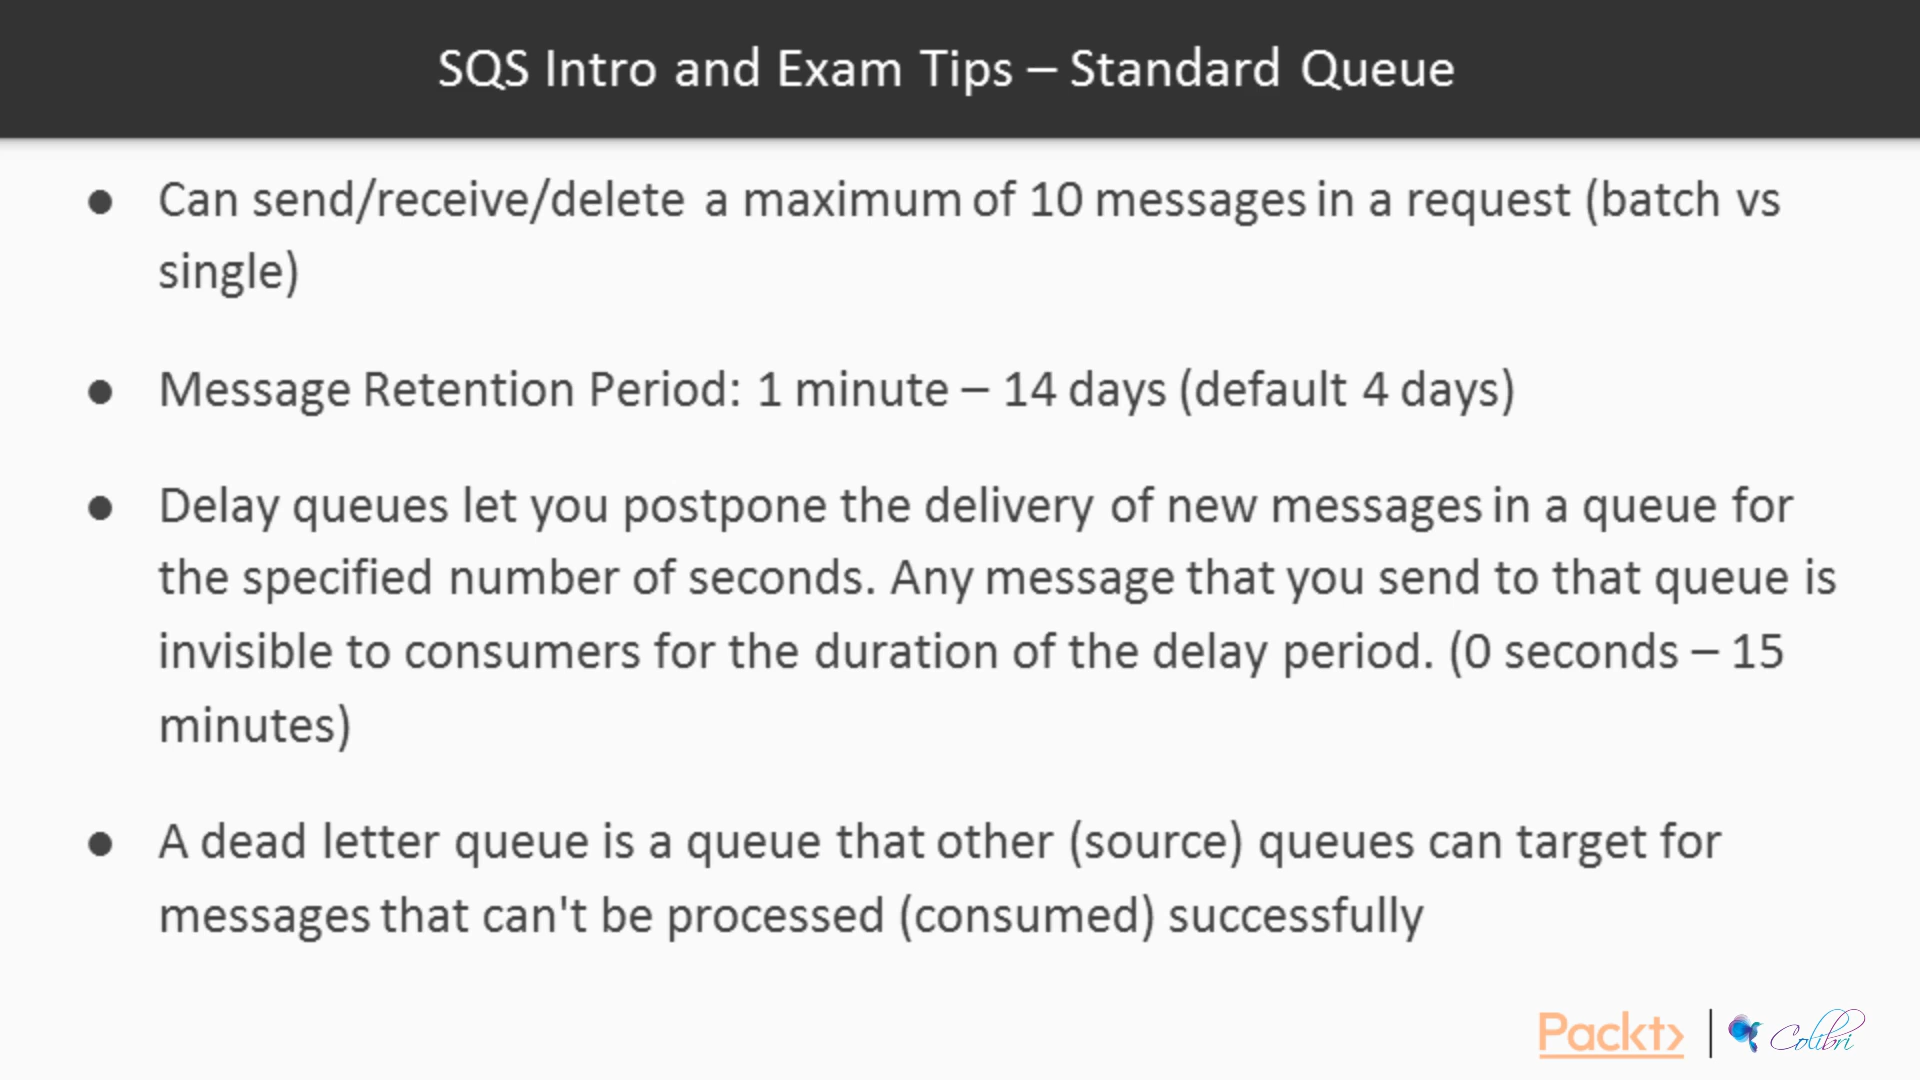 SQS Intro and Exam Tips – Standard Queue
● Can send/receive/delete a maximum of 10 messages in a request (batch vs
single)
● Message Retention Period: 1 minute – 14 days (default 4 days)
● Delay queues let you postpone the delivery of new messages in a queue for
the specified number of seconds. Any message that you send to that queue is
invisible to consumers for the duration of the delay period. (0 seconds – 15
minutes)
● A dead letter queue is a queue that other (source) queues can target for
messages that can't be processed (consumed) successfully
Packt> | Colibri